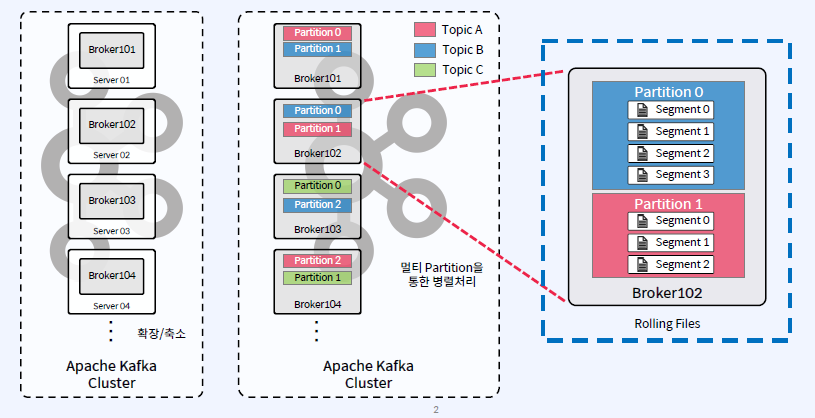 Broker101
Server 01
Broker102
Server 02
Broker103
Server 03
Broker104
Server 04
확장/축소
Apache Kafka
Cluster
Partition 0
Partition 1
Broker101
Partition 0
Partition 1
Broker102
Partition 0
Partition 2
Broker103
Partition 2
Partition 1
Broker104
Topic A
Topic B
Topic C
멀티 Partition을
통한 병렬처리
Apache Kafka
Cluster
Partition 0
Segment 0
Segment 1
Segment 2
Segment 3
Partition 1
Segment 0
Segment 1
Segment 2
Broker102
Rolling Files
2